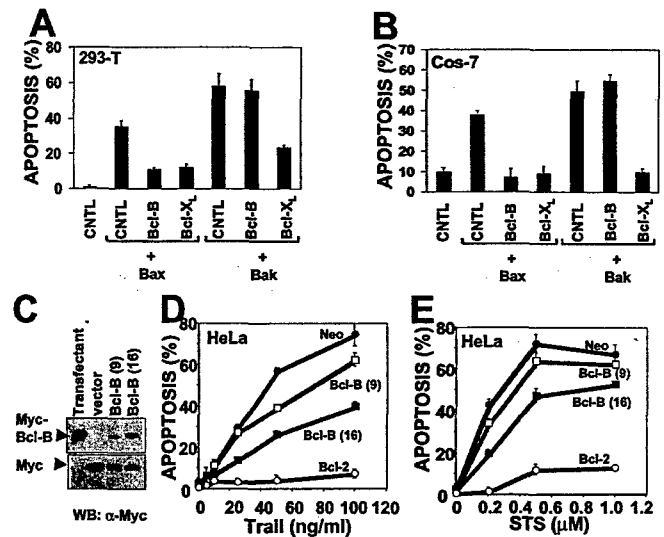 A
APOPTOSIS (%)
80
60
40
20
0
293-T
CNTL
CNTL
Bcl-B
Bcl-XL
CNTL
Bcl-B
Bcl-XL
+
Bax
+
Bak
B
APOPTOSIS (%)
70
60
50
40
30
20
10
0
Cos-7
CNTL
CNTL
Bcl-B
Bcl-XL
CNTL
Bcl-B
Bcl-XL
+
Bax
+
Bak
C
Transfectant
vector
Bcl-B (9)
Bcl-B (16)
Myc-
Bcl-B
Myc
WB: α-Myc
D
APOPTOSIS (%)
80
60
40
20
0
HeLa
Neo
Bcl-B (9)
Bcl-B (16)
Bcl-2
0 20 40 60 80 100 120
Trail (ng/ml)
E
APOPTOSIS (%)
80
60
40
20
0
HeLa
Neo
Bcl-B (9)
Bcl-B (16)
Bcl-2
0 0.2 0.4 0.6 0.8 1.0 1.2
STS (μM)